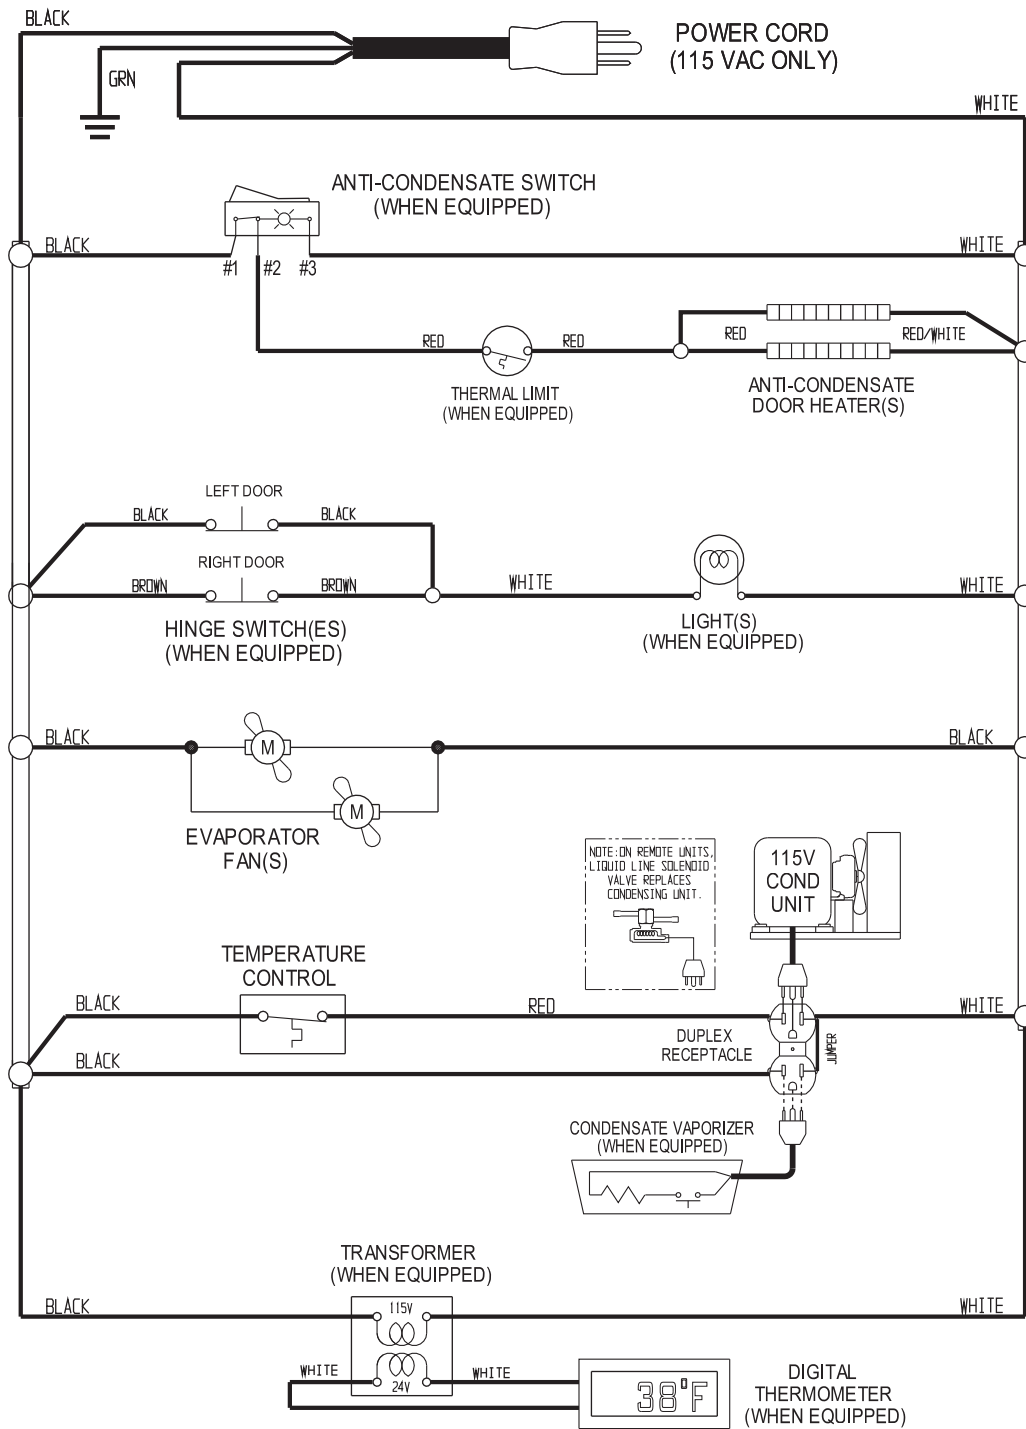 BLACK
POWER CORD
(115 VAC ONLY)
GRN
WHITE
ANTI-CONDENSATE SWITCH
(WHEN EQUIPPED)
BLACK
#1
#2
#3
WHITE
RED
RED
RED
RED/WHITE
THERMAL LIMIT
(WHEN EQUIPPED)
ANTI-CONDENSATE
DOOR HEATER(S)
LEFT DOOR
BLACK
BLACK
RIGHT DOOR
BROWN
BROWN
WHITE
WHITE
HINGE SWITCH(ES)
(WHEN EQUIPPED)
LIGHT(S)
(WHEN EQUIPPED)
BLACK
M
BLACK
M
EVAPORATOR
FAN(S)
NOTE:ON REMOTE UNITS,
LIQUID LINE SOLENOID
VALVE REPLACES
CONDENSING UNIT.
115V
COND
UNIT
TEMPERATURE
CONTROL
BLACK
RED
WHITE
DUPLEX
RECEPTACLE
JUMPER
BLACK
CONDENSATE VAPORIZER
(WHEN EQUIPPED)
TRANSFORMER
(WHEN EQUIPPED)
BLACK
115V
WHITE
WHITE
24V
WHITE
38°F
DIGITAL
THERMOMETER
(WHEN EQUIPPED)